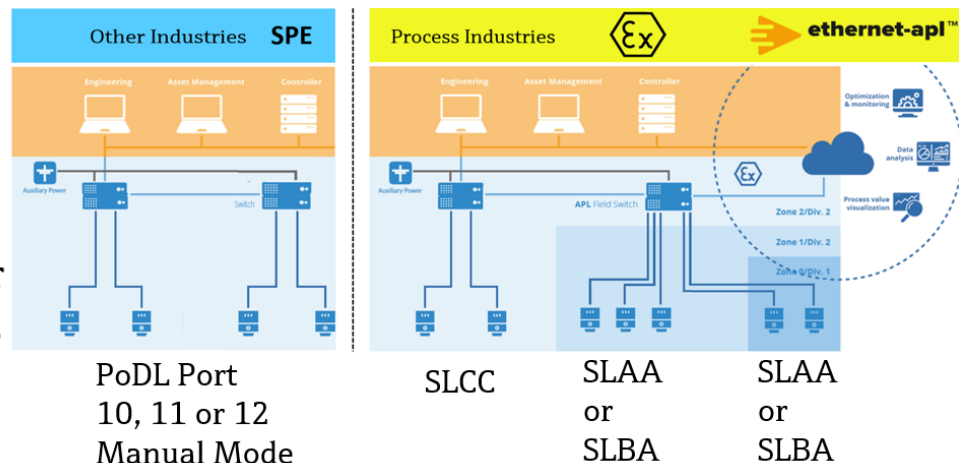 Other Industries SPE
Engineering
Asset Management
Controller
Auxiliary Power
Switch
PoDL Port
10, 11 or 12
Manual Mode
Process Industries Ex ethernet-apl™
Engineering
Asset Management
Controller
Optimization
& monitoring
Data
analysis
Process value
visualization
Auxiliary Power
APL Field Switch
Ex
Zone 2/Div. 2
Zone 1/Div. 2
Zone 0/Div. 1
SLCC
SLAA
or
SLBA
SLAA
or
SLBA